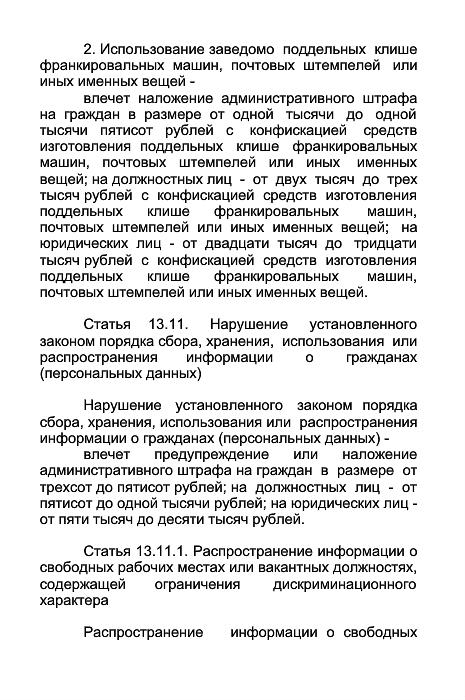 2. Использование заведомо поддельных клише
франкировальных машин, почтовых штемпелей или
иных именных вещей -
влечет наложение административного штрафа
на граждан в размере от одной тысячи до одной
тысячи пятисот рублей с конфискацией средств
изготовления поддельных клише франкировальных
машин, почтовых штемпелей или иных именных
вещей; на должностных лиц - от двух тысяч до трех
тысяч рублей с конфискацией средств изготовления
поддельных клише франкировальных машин,
почтовых штемпелей или иных именных вещей; на
юридических лиц - от двадцати тысяч до тридцати
тысяч рублей с конфискацией средств изготовления
поддельных клише франкировальных машин,
почтовых штемпелей или иных именных вещей.
Статья 13.11. Нарушение установленного
законом порядка сбора, хранения, использования или
распространения информации о гражданах
(персональных данных)
Нарушение установленного законом порядка
сбора, хранения, использования или распространения
информации о гражданах (персональных данных) -
влечет предупреждение или наложение
административного штрафа на граждан в размере от
трехсот до пятисот рублей; на должностных лиц - от
пятисот до одной тысячи рублей; на юридических лиц -
от пяти тысяч до десяти тысяч рублей.
Статья 13.11.1. Распространение информации о
свободных рабочих местах или вакантных должностях,
содержащей ограничения дискриминационного
характера
Распространение информации о свободных